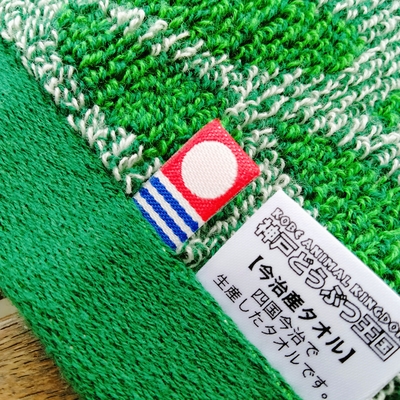 KOBE ANIMAL KINGDOM
神戸どうぶつ王国
【今治産タオル】
四国今治で
生産したタオルです。